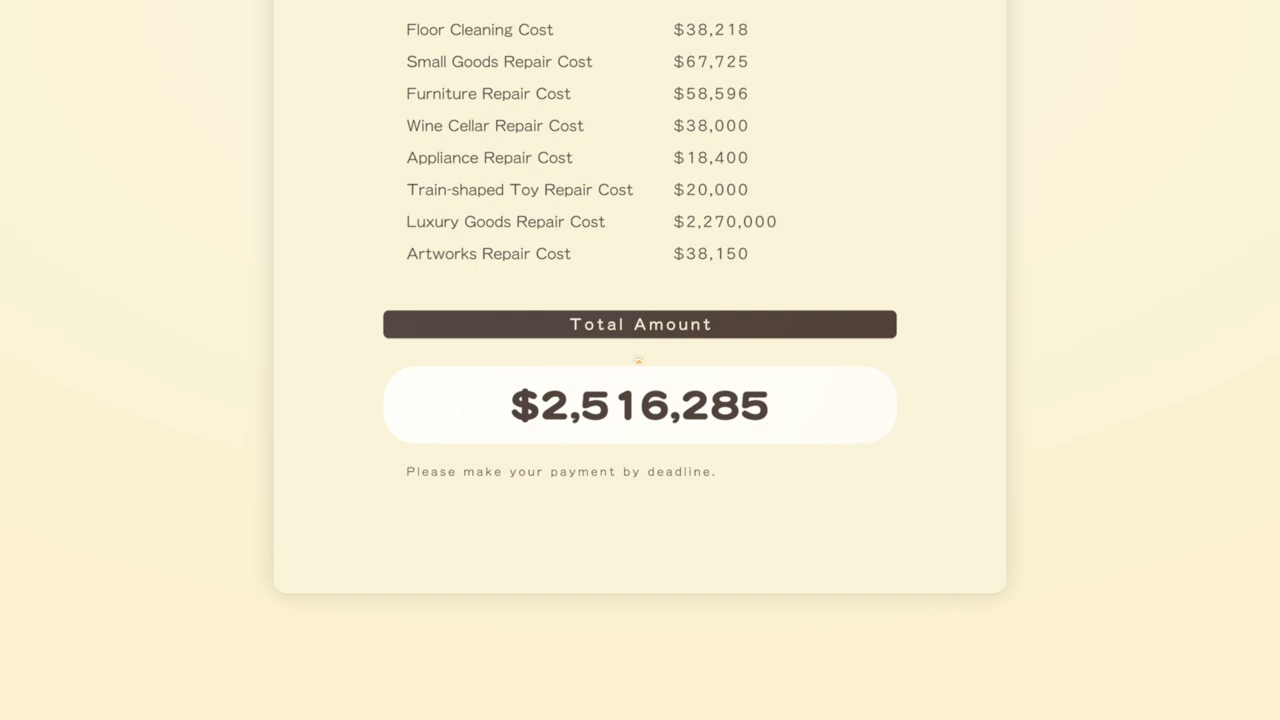 Floor Cleaning Cost $38,218
Small Goods Repair Cost $67,725
Furniture Repair Cost $58,596
Wine Cellar Repair Cost $38,000
Appliance Repair Cost $18,400
Train-shaped Toy Repair Cost $20,000
Luxury Goods Repair Cost $2,270,000
Artworks Repair Cost $38,150
Total Amount
$2,516,285
Please make your payment by deadline.